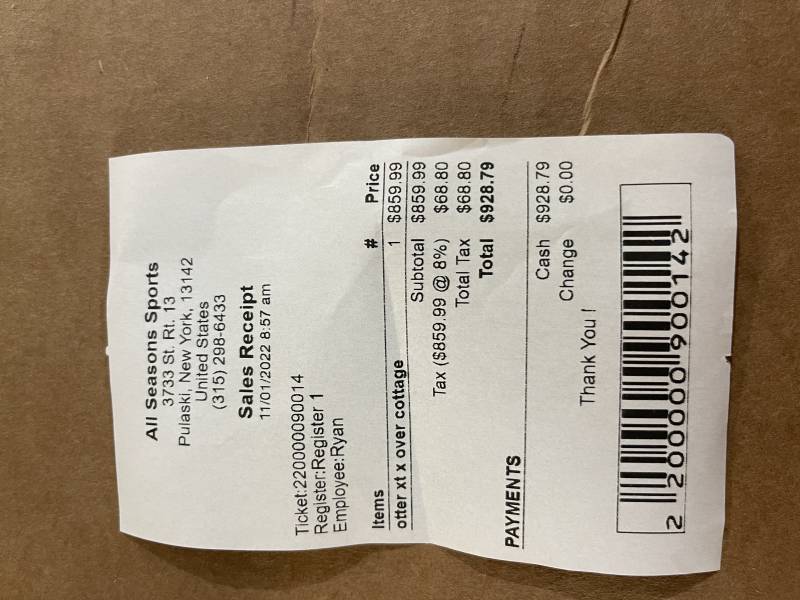 All Seasons Sports
3733 St. Rt. 13
Pulaski, New York, 13142
United States
(315) 298-6433
Sales Receipt
11/01/2022 8:57 am
Ticket:220000090014
Register:Register 1
Employee:Ryan
Items # Price
otter xt x over cottage 1 $859.99
Subtotal $859.99
Tax ($859.99 @ 8%) $68.80
Total Tax $68.80
Total $928.79
PAYMENTS
Cash $928.79
Change $0.00
Thank You !
2 200000 900142